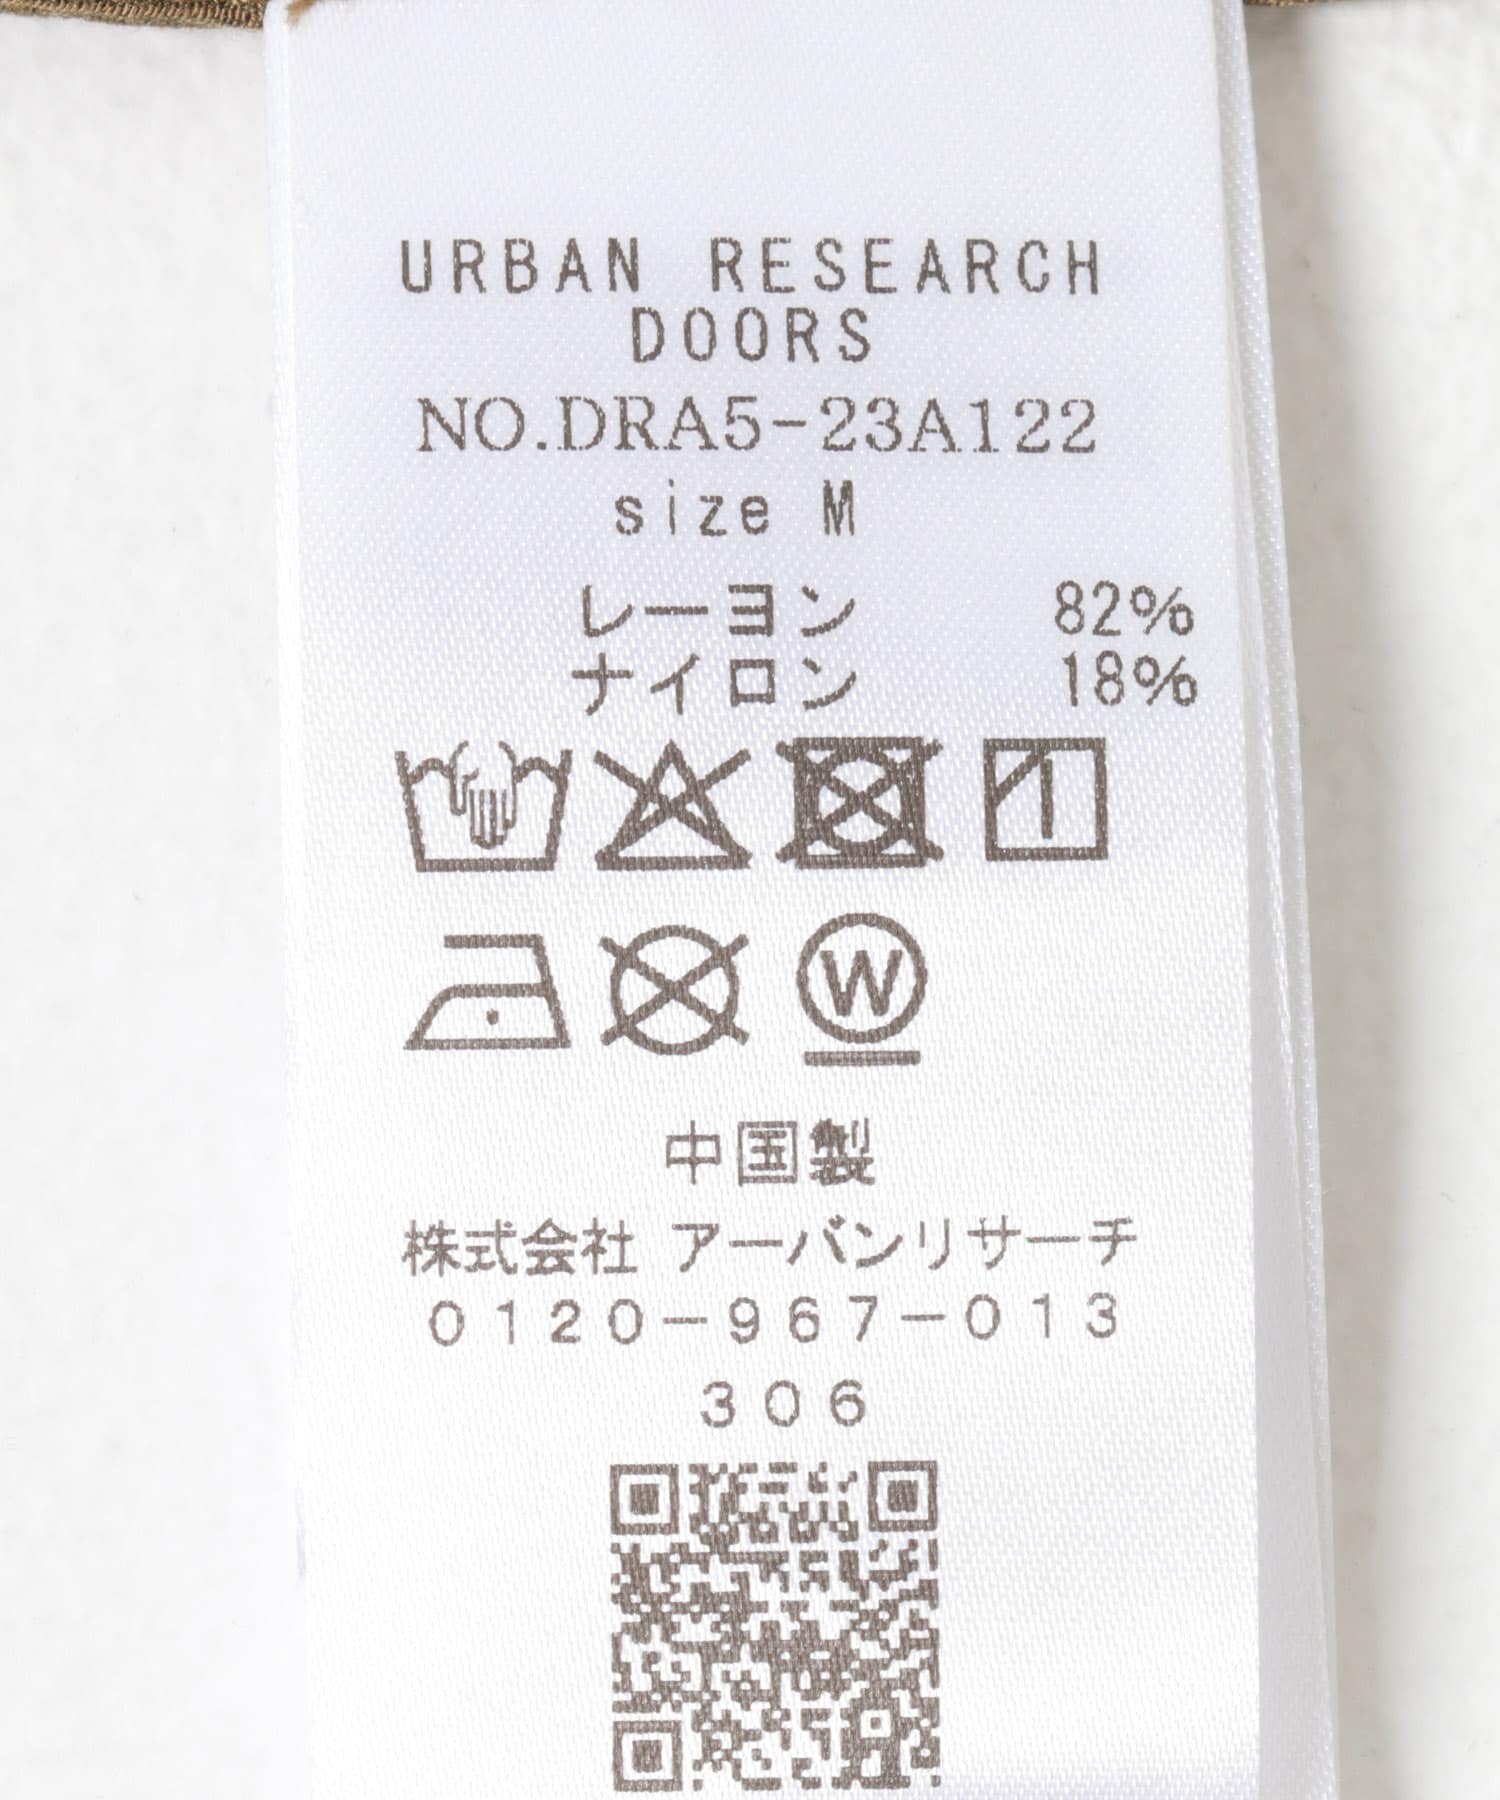 URBAN RESEARCH
DOORS
NO.DRA5-23A122
size M
レーヨン 82%
ナイロン 18%
W
中国製
株式会社 アーバンリサーチ
0120-967-013
306